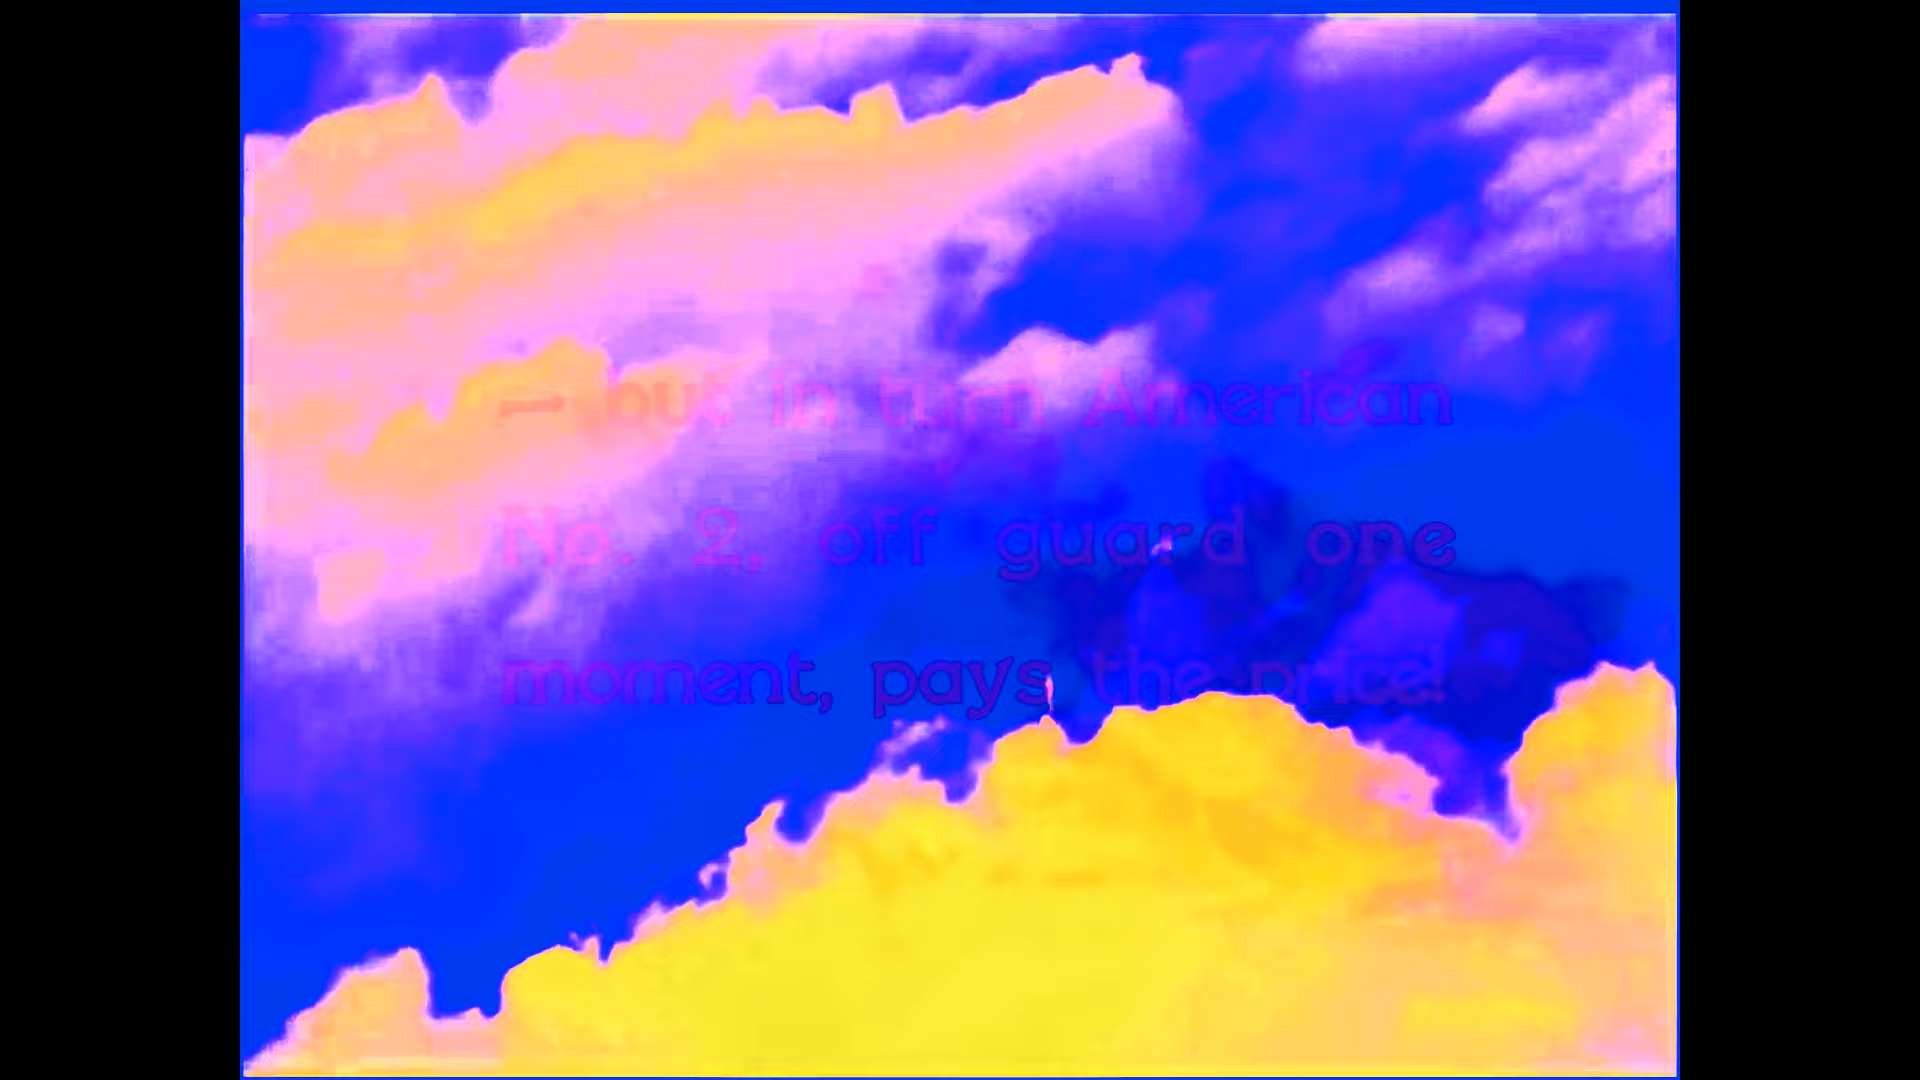 — but in turn American
No. 2, off guard one
moment, pays the price!